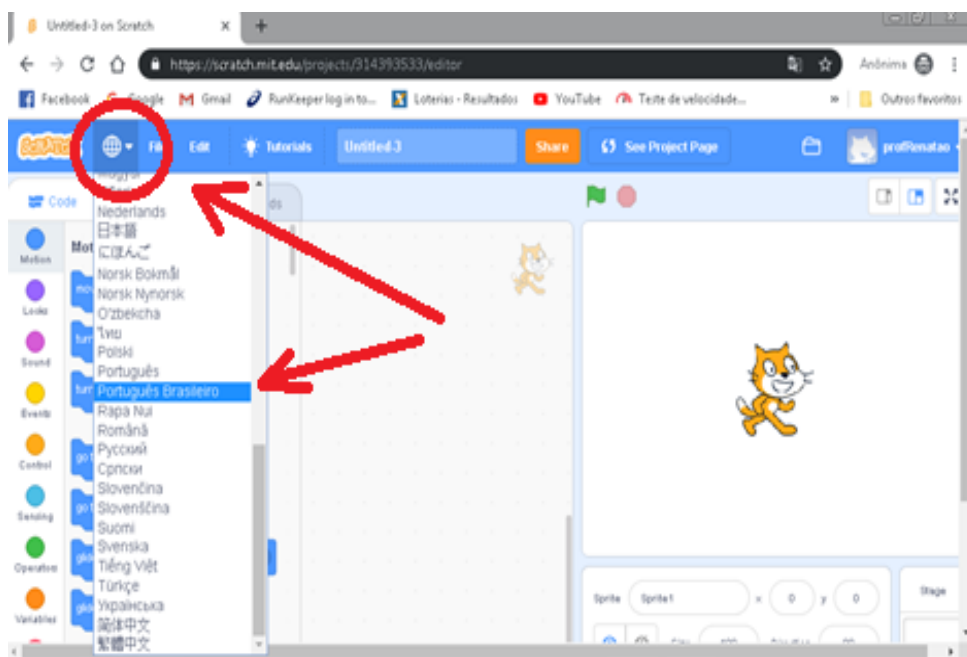 Untitled-3 on Scratch
https://scratch.mit.edu/projects/314393533/editor
Anônima
Facebook Google Gmail RunKeeper log in to... Loterias - Resultados YouTube Teste de velocidade... » Outros favoritos
Edit Tutorials Untitled-3 Share See Project Page profRenatao
Code
Magyar
Nederlands
日本語
にほんご
Norsk Bokmål
Norsk Nynorsk
O'zbekcha
ไทย
Polski
Português
Português Brasileiro
Rapa Nui
Română
Русский
Српски
Slovenčina
Slovenščina
Suomi
Svenska
Tiếng Việt
Türkçe
Українська
简体中文
繁體中文
Motion
Looks
Sound
Events
Control
Sensing
Operators
Variables
Sprite Sprite1 x 0 y 0 Stage